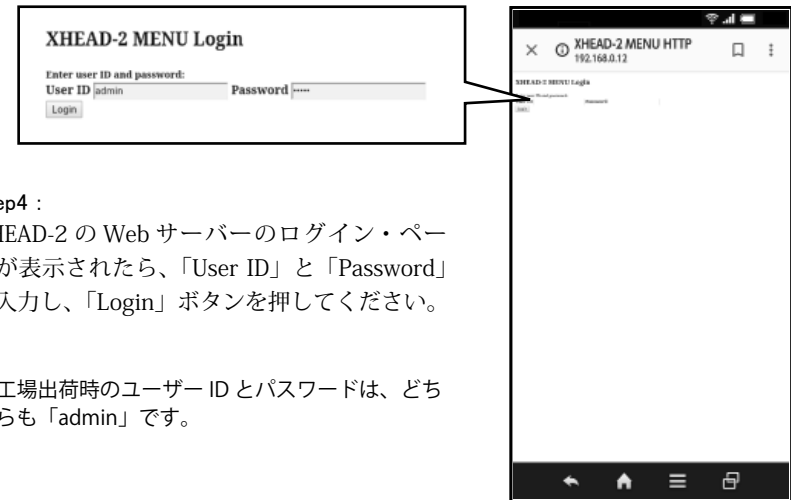 XHEAD-2 MENU Login
Enter user ID and password:
User ID admin Password •••••
Login
XHEAD-2 MENU HTTP
192.168.0.12
XHEAD-2 MENU Login
Password
ep4：
HEAD-2 の Web サーバーのログイン・ペー
が表示されたら、「User ID」と「Password」
入力し、「Login」ボタンを押してください。
工場出荷時のユーザー ID とパスワードは、どち
らも「admin」です。